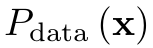 P_data (x)